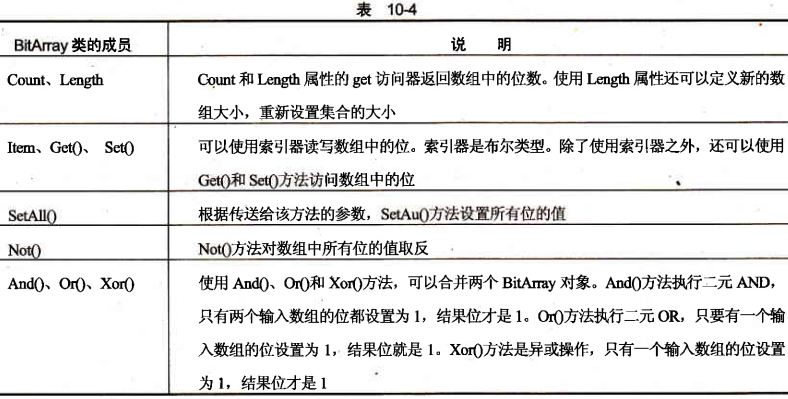 表 10-4
BitArray 类的成员 说 明
Count、Length Count 和 Length 属性的 get 访问器返回数组中的位数。使用 Length 属性还可以定义新的数
组大小，重新设置集合的大小
Item、Get()、 Set() 可以使用索引器读写数组中的位。索引器是布尔类型。除了使用索引器之外，还可以使用
Get()和 Set()方法访问数组中的位
SetAll() 根据传送给该方法的参数，SetAu()方法设置所有位的值
Not() Not()方法对数组中所有位的值取反
And()、Or()、Xor() 使用 And()、Or()和 Xor()方法，可以合并两个 BitArray 对象。And()方法执行二元 AND，
只有两个输入数组的位都设置为 1，结果位才是 1。Or()方法执行二元 OR，只要有一个输
入数组的位设置为 1，结果位就是 1。Xor()方法是异或操作，只有一个输入数组的位设置
为 1，结果位才是 1